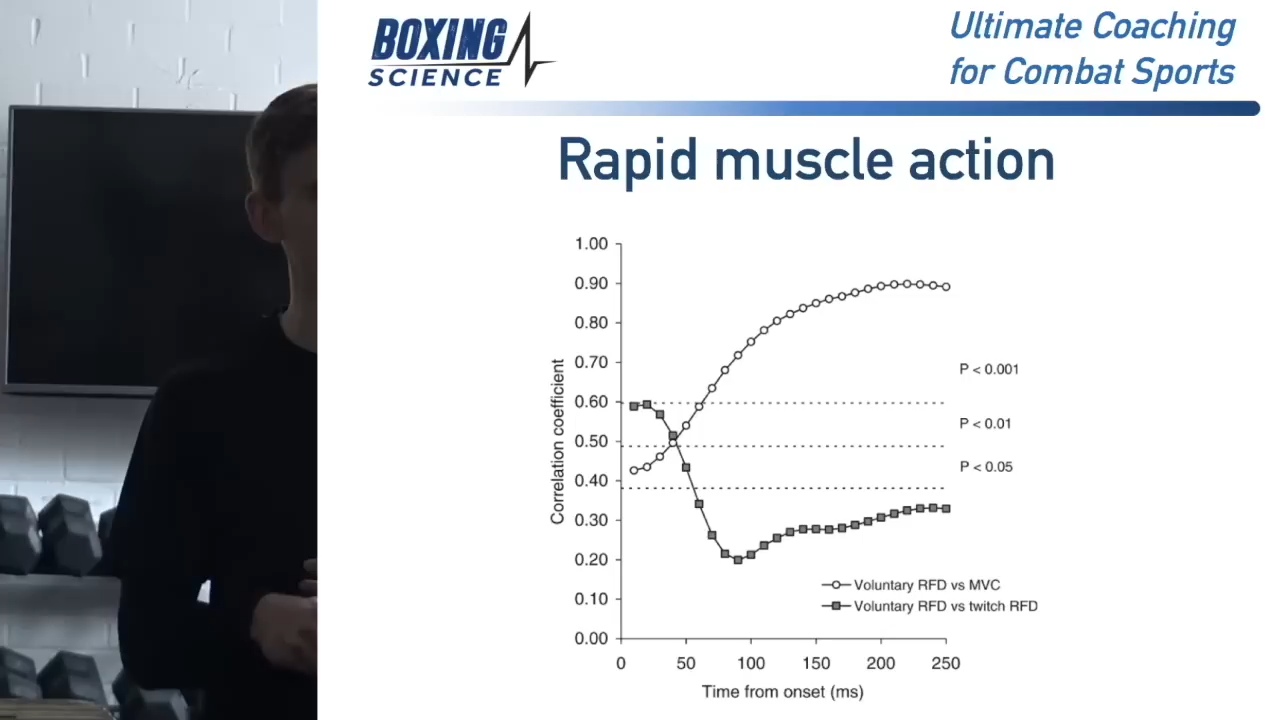 BOXING
SCIENCE
Ultimate Coaching
for Combat Sports
Rapid muscle action
1.00
0.90
0.80
0.70
0.60
0.50
0.40
0.30
0.20
0.10
0.00
Correlation coefficient
P < 0.001
P < 0.01
P < 0.05
Voluntary RFD vs MVC
Voluntary RFD vs twitch RFD
0 50 100 150 200 250
Time from onset (ms)